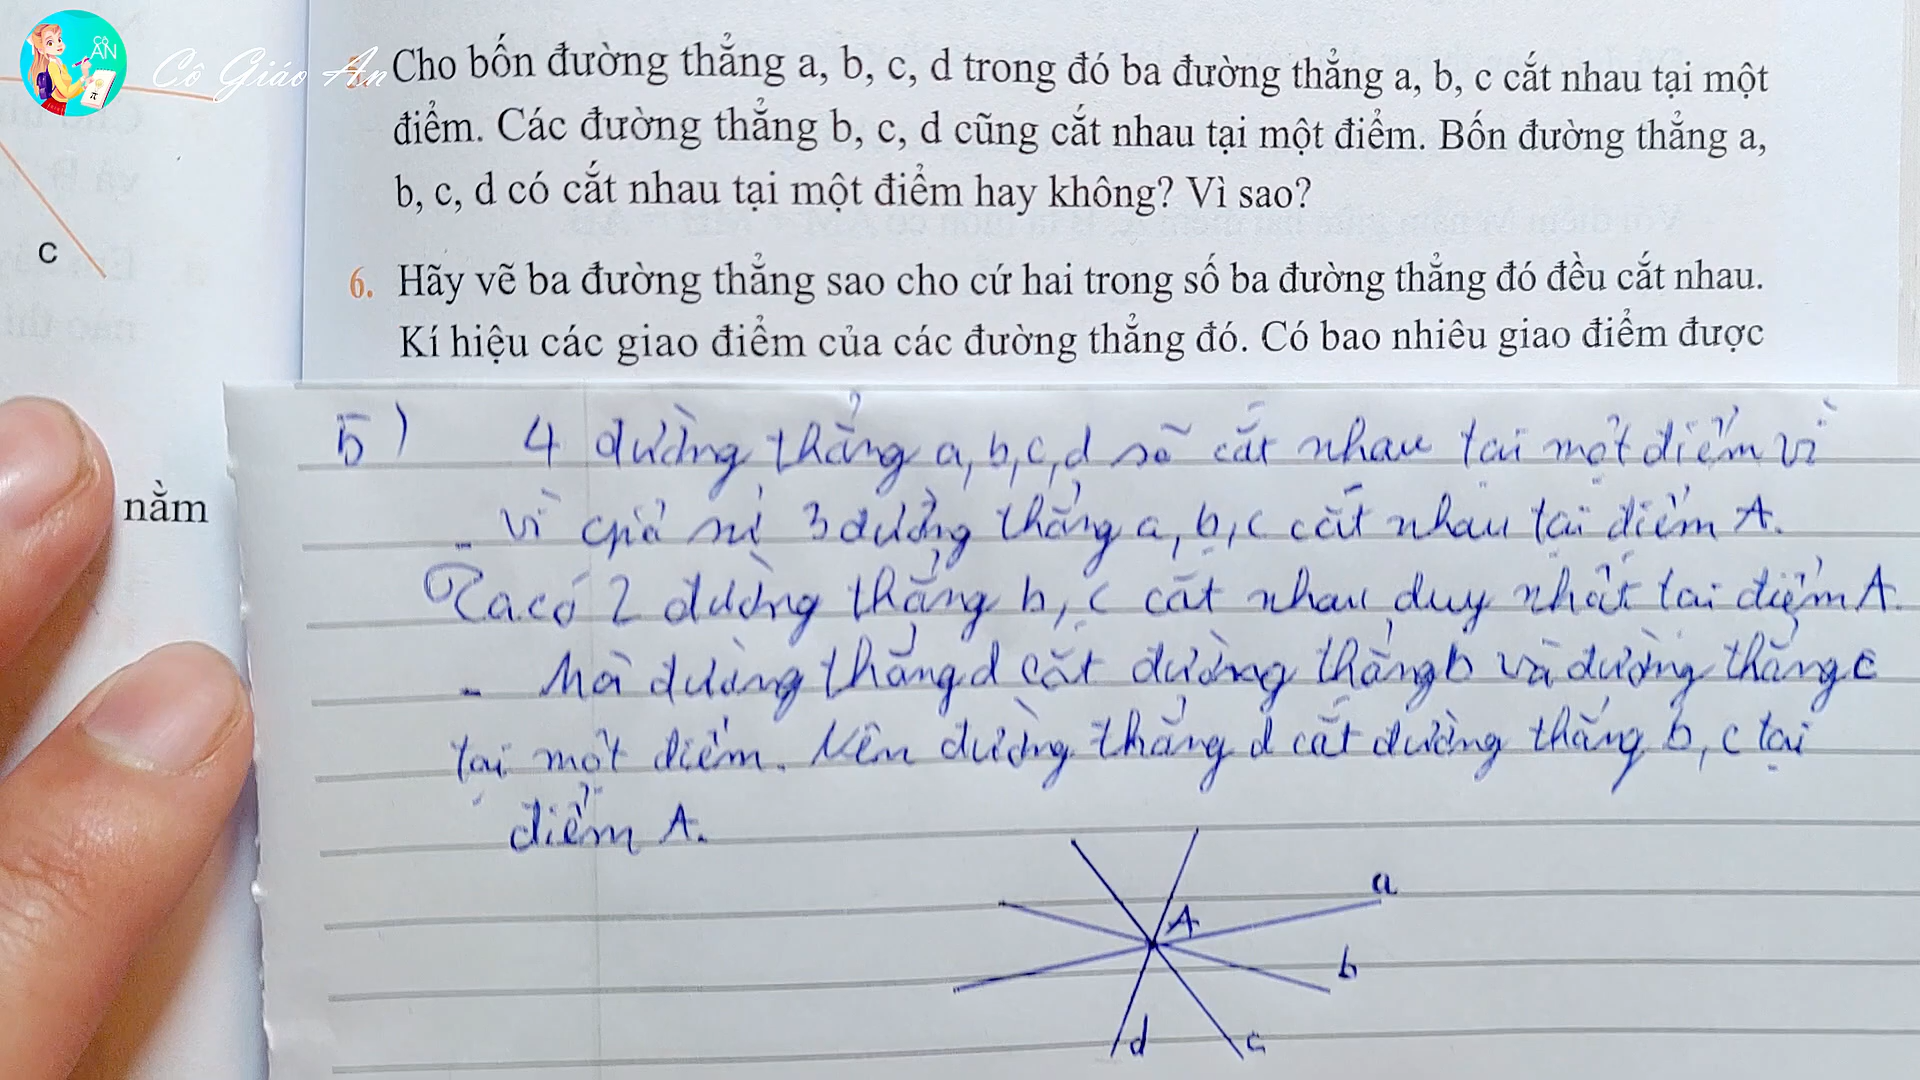 CÔ AN
Cô Giáo An
Cho bốn đường thẳng a, b, c, d trong đó ba đường thẳng a, b, c cắt nhau tại một
điểm. Các đường thẳng b, c, d cũng cắt nhau tại một điểm. Bốn đường thẳng a,
b, c, d có cắt nhau tại một điểm hay không? Vì sao?
c
6. Hãy vẽ ba đường thẳng sao cho cứ hai trong số ba đường thẳng đó đều cắt nhau.
Kí hiệu các giao điểm của các đường thẳng đó. Có bao nhiêu giao điểm được
nằm
5) 4 đường thẳng a, b, c, d sẽ cắt nhau tại một điểm vì
- Vì giả sử 3 đường thẳng a, b, c cắt nhau tại điểm A.
Ta có 2 đường thẳng b, c cắt nhau duy nhất tại điểm A.
- Mà đường thẳng d cắt đường thẳng b và đường thẳng c
tại một điểm. Nên đường thẳng d cắt đường thẳng b, c tại
điểm A.
a
A
b
d
c